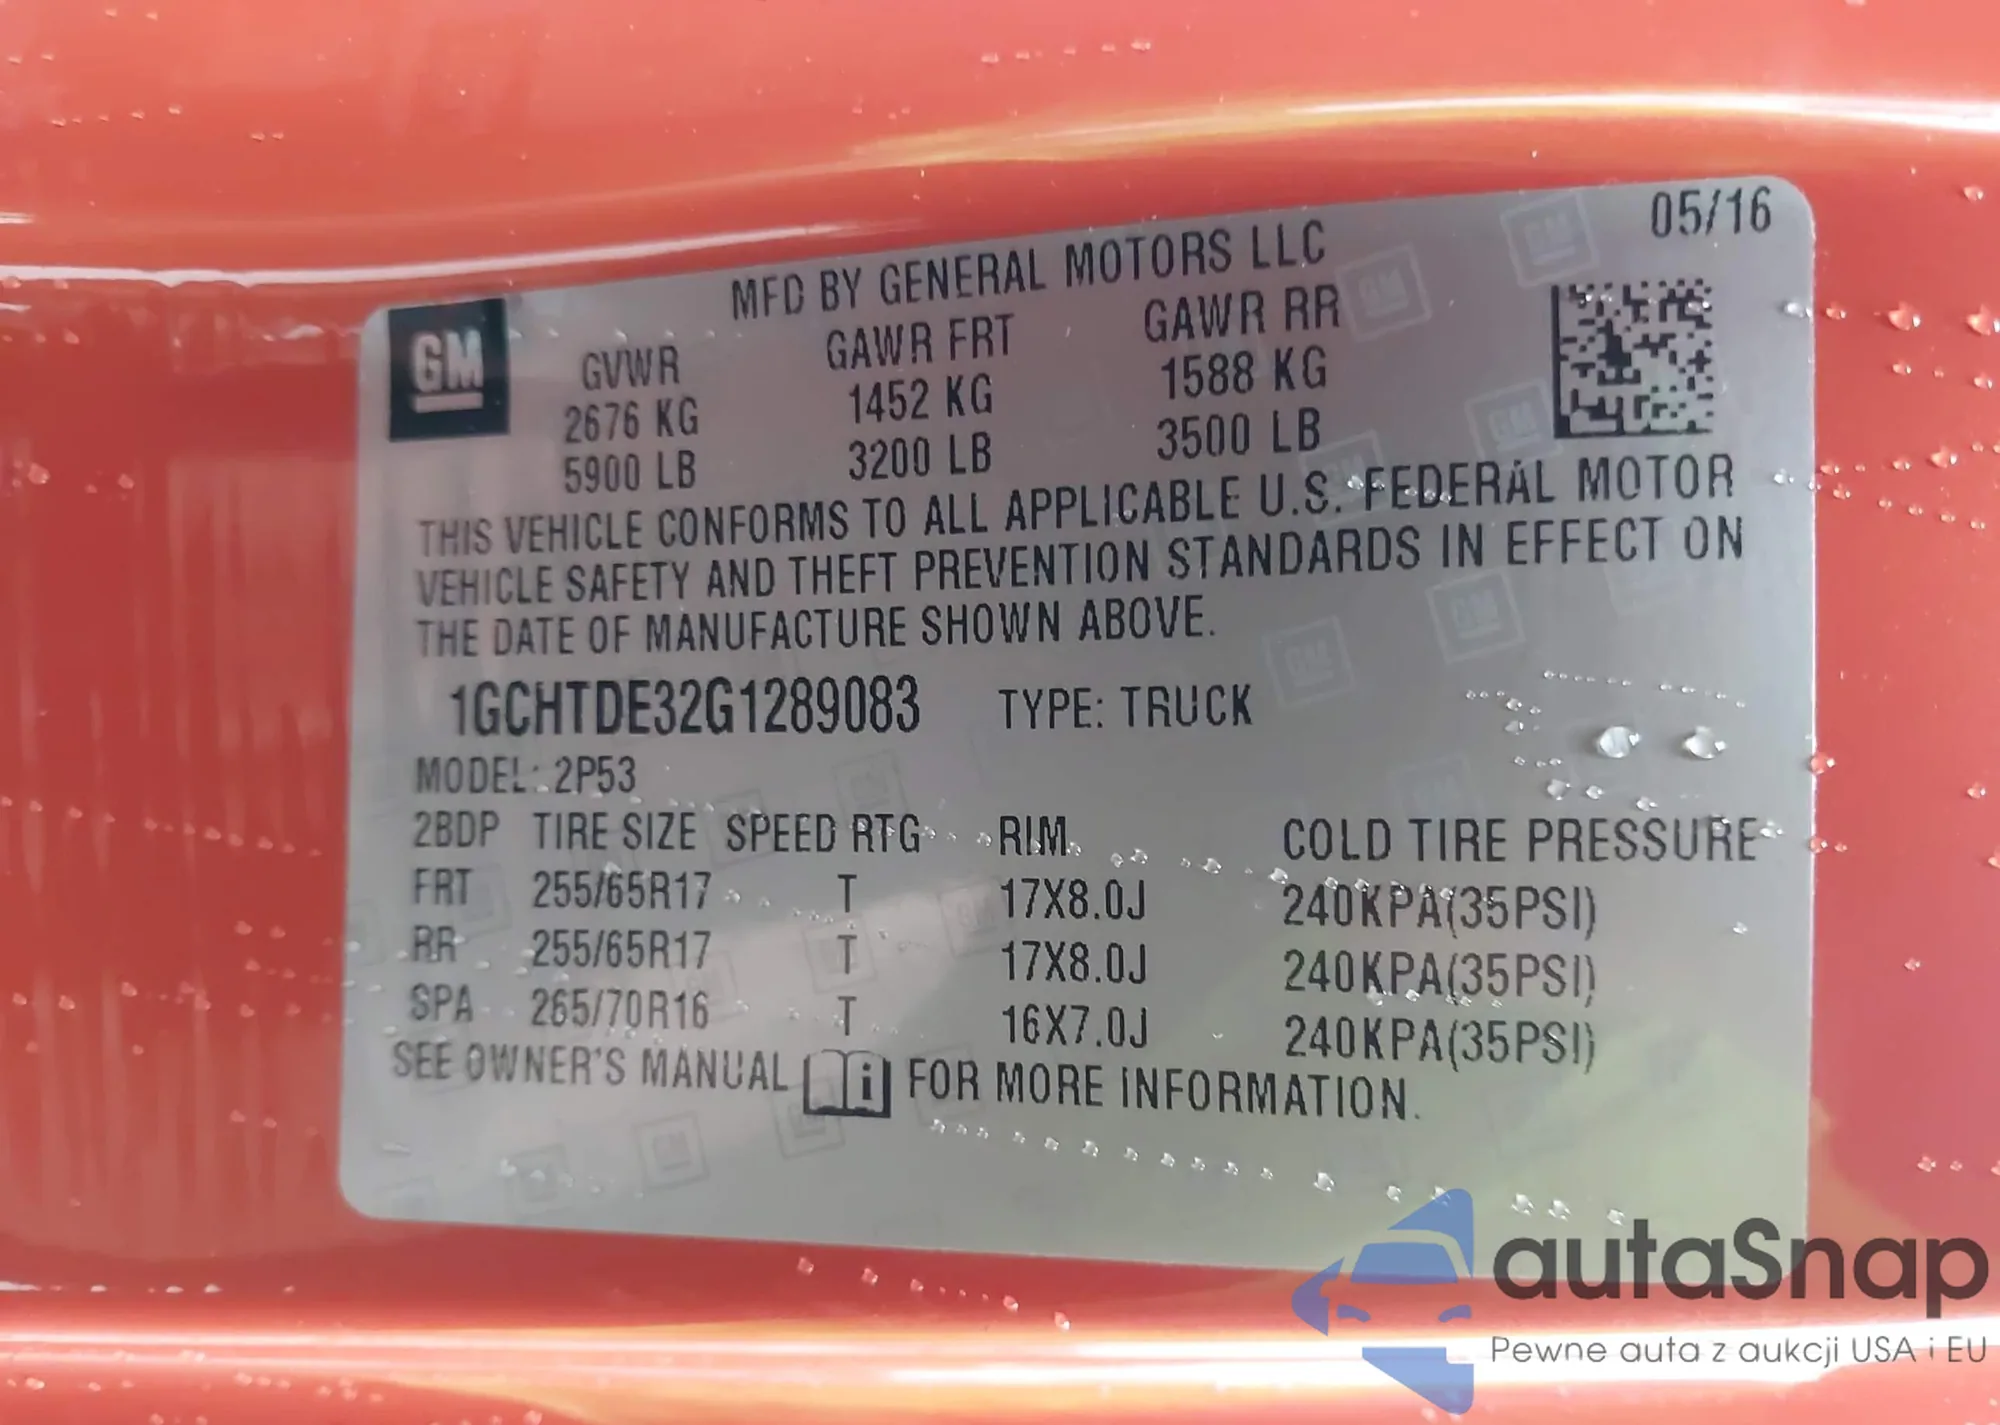 05/16
MFD BY GENERAL MOTORS LLC
GM
GVWR GAWR FRT GAWR RR
2676 KG 1452 KG 1588 KG
5900 LB 3200 LB 3500 LB
THIS VEHICLE CONFORMS TO ALL APPLICABLE U.S. FEDERAL MOTOR
VEHICLE SAFETY AND THEFT PREVENTION STANDARDS IN EFFECT ON
THE DATE OF MANUFACTURE SHOWN ABOVE.
1GCHTDE32G1289083 TYPE: TRUCK
MODEL: 2P53
2BDP TIRE SIZE SPEED RTG RIM COLD TIRE PRESSURE
FRT 255/65R17 T 17X8.0J 240KPA(35PSI)
RR 255/65R17 T 17X8.0J 240KPA(35PSI)
SPA 265/70R16 T 16X7.0J 240KPA(35PSI)
SEE OWNER'S MANUAL i FOR MORE INFORMATION.
autaSnap
Pewne auta z aukcji USA i EU